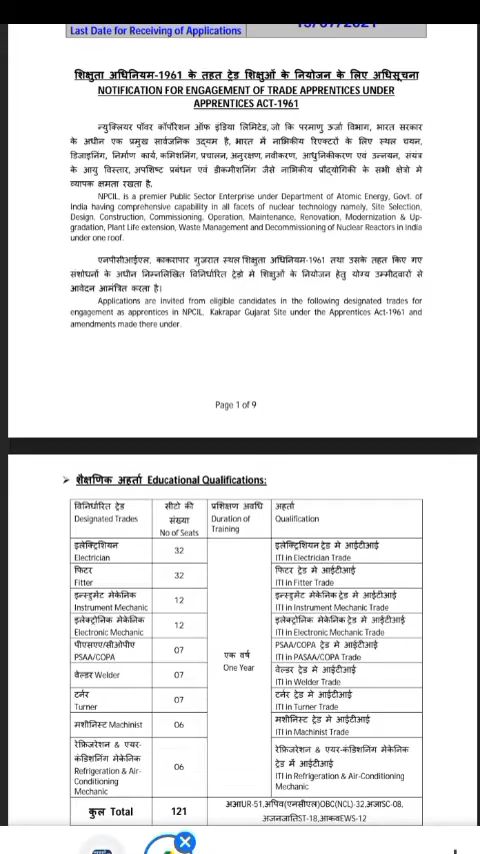 Last Date for Receiving of Applications
शिक्षुता अधिनियम-1961 के तहत ट्रेड शिक्षुओं के नियोजन के लिए अधिसूचना
NOTIFICATION FOR ENGAGEMENT OF TRADE APPRENTICES UNDER
APPRENTICES ACT-1961
न्युक्लियर पॉवर कॉर्पोरेशन ऑफ इंडिया लिमिटेड, जो कि परमाणु ऊर्जा विभाग, भारत सरकार
के अधीन एक प्रमुख सार्वजनिक उद्यम है, भारत में नाभिकीय रिएक्टरों के लिए स्थल चयन,
डिजाइनिंग, निर्माण कार्य, कमिशनिंग, प्रचालन, अनुरक्षण, नवीकरण, आधुनिकीकरण एवं उन्नयन, संयंत्र
के आयु विस्तार, अपशिष्ट प्रबंधन एवं डीकमीशनिंग जैसे नाभिकीय प्रौद्योगिकी के सभी क्षेत्रो मे
व्यापक क्षमता रखता है.
NPCIL, is a premier Public Sector Enterprise under Department of Atomic Energy, Govt. of
India having comprehensive capability in all facets of nuclear technology namely, Site Selection,
Design, Construction, Commissioning, Operation, Maintenance, Renovation, Modernization & Up-
gradation, Plant Life extension, Waste Management and Decommissioning of Nuclear Reactors in India
under one roof.
एनपीसीआईएल, काकरापार गुजरात स्थल शिक्षुता अधिनियम-1961 तथा उसके तहत किए गए
संशोधनों के अधीन निम्नलिखित विनिर्धारित ट्रेडो मे शिक्षुओं के नियोजन हेतु योग्य उम्मीदवारों से
आवेदन आमंत्रित करता है।
Applications are invited from eligible candidates in the following designated trades for
engagement as apprentices in NPCIL, Kakrapar Gujarat Site under the Apprentices Act-1961 and
amendments made there under.
Page 1 of 9
➢ शैक्षणिक अहर्ता Educational Qualifications:
विनिर्धारित ट्रेड
Designated Trades
सीटो की
संख्या
No of Seats
प्रशिक्षण अवधि
Duration of
Training
अहर्ता
Qualification
इलेक्ट्रिशियन
Electrician
32
इलेक्ट्रिशियन ट्रेड मे आईटीआई
ITI in Electrician Trade
फिटर
Fitter
32
फिटर ट्रेड मे आईटीआई
ITI in Fitter Trade
इन्स्ट्रुमेंट मेकेनिक
Instrument Mechanic
12
इन्स्ट्रुमेंट मेकेनिक ट्रेड मे आईटीआई
ITI in Instrument Mechanic Trade
इलेक्ट्रोनिक मेकेनिक
Electronic Mechanic
12
इलेक्ट्रोनिक मेकेनिक ट्रेड मे आईटीआई
ITI in Electronic Mechanic Trade
पीएसएए/सीओपीए
PSAA/COPA
07
एक वर्ष
One Year
PSAA/COPA ट्रेड मे आईटीआई
ITI in PASAA/COPA Trade
वेल्डर Welder
07
वेल्डर ट्रेड मे आईटीआई
ITI in Welder Trade
टर्नर
Turner
07
टर्नर ट्रेड मे आईटीआई
ITI in Turner Trade
मशीनिस्ट Machinist
06
मशीनिस्ट ट्रेड मे आईटीआई
ITI in Machinist Trade
रेफ्रिजरेशन & एयर-
कंडिशनिंग मेकेनिक
Refrigeration & Air-
Conditioning
Mechanic
06
रेफ्रिजरेशन & एयर-कंडिशनिंग मेकेनिक
ट्रेड में आईटीआई
ITI in Refrigeration & Air-Conditioning
Mechanic
कुल Total
121
अआUR-51,अपिव(एनसीएल)OBC(NCL)-32,अजाSC-08,
अजनजातिST-18,आकवEWS-12